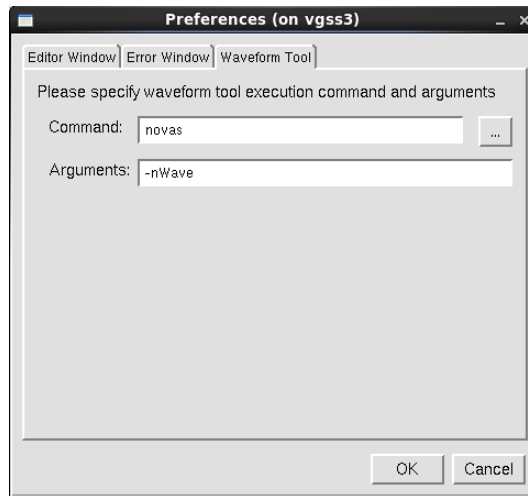 Preferences (on vgss3)
Editor Window Error Window Waveform Tool
Please specify waveform tool execution command and arguments
Command: novas ...
Arguments: -nWave
OK Cancel